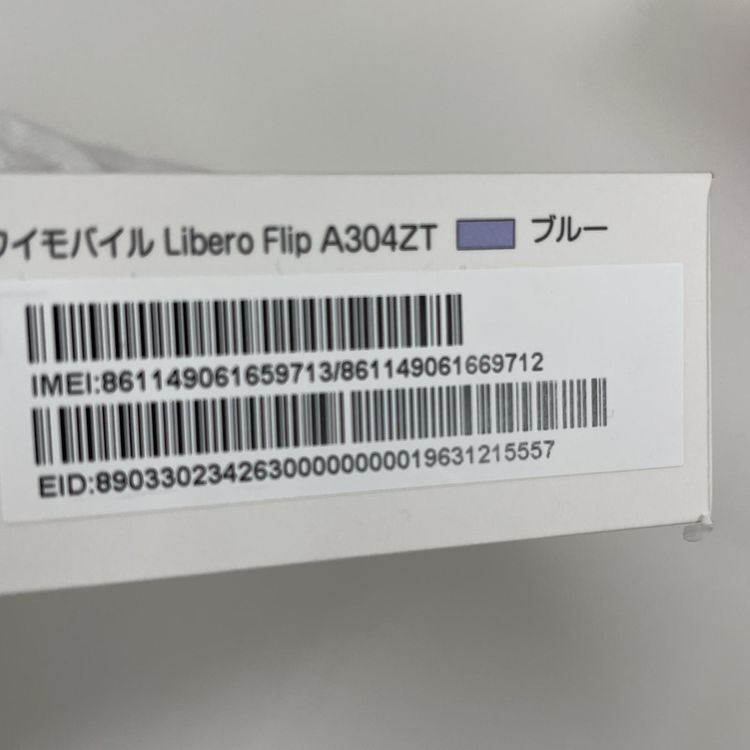 ワイモバイル Libero Flip A304ZT ブルー
IMEI:861149061659713/861149061669712
EID:89033023426300000000019631215557